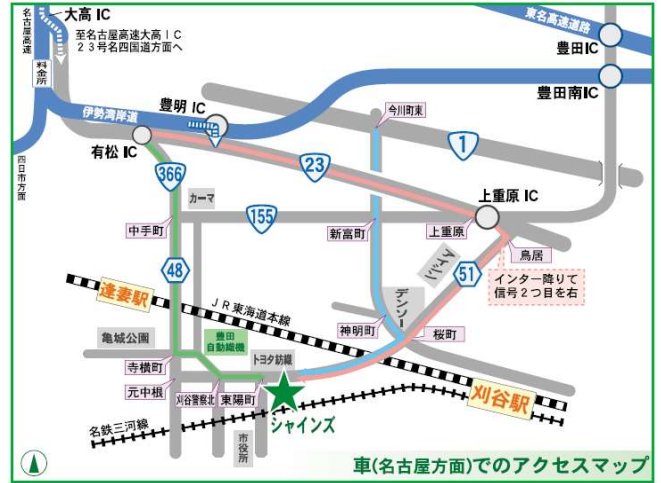 大高 IC
至名古屋高速大高IC
23号名四国道方面へ
名古屋高速
料金所
東名高速道路
豊田IC
豊田南IC
伊勢湾岸道
豊明 IC
今川町東
有松 IC
四日市方面
1
23
366
カーマ
155
上重原 IC
中手町
新富町
上重原
鳥居
アイシン
48
51
インター降りて
信号2つ目を右
逢妻駅
JR東海道本線
デンソー
亀城公園
豊田
自動織機
神明町
桜町
トヨタ紡織
寺横町
元中根
刈谷警察北
東陽町
刈谷駅
シャインズ
名鉄三河線
市役所
車(名古屋方面)でのアクセスマップ